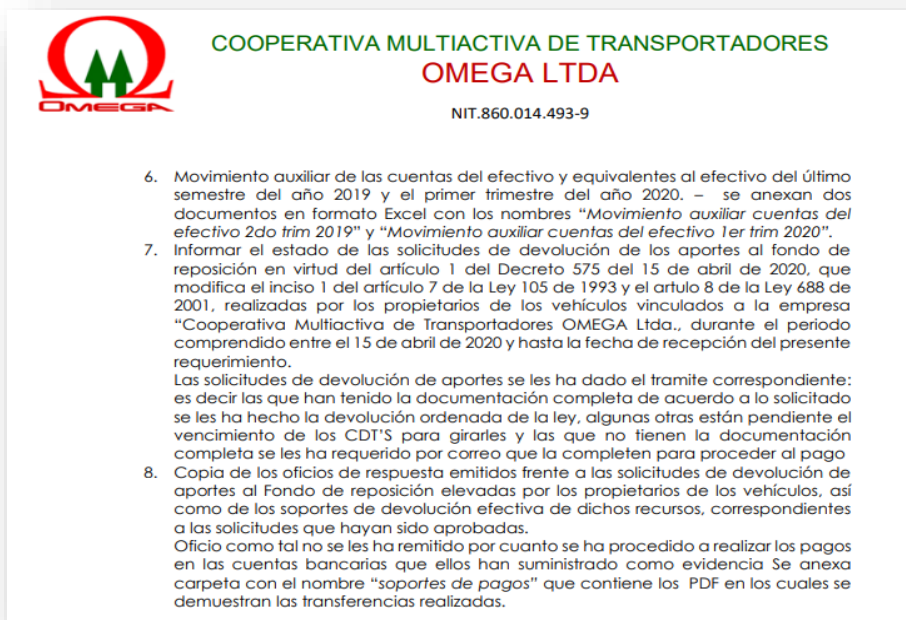 OMEGA
COOPERATIVA MULTIACTIVA DE TRANSPORTADORES
OMEGA LTDA
NIT.860.014.493-9
6. Movimiento auxiliar de las cuentas del efectivo y equivalentes al efectivo del último
semestre del año 2019 y el primer trimestre del año 2020. – se anexan dos
documentos en formato Excel con los nombres “Movimiento auxiliar cuentas del
efectivo 2do trim 2019” y “Movimiento auxiliar cuentas del efectivo 1er trim 2020”.
7. Informar el estado de las solicitudes de devolución de los aportes al fondo de
reposición en virtud del artículo 1 del Decreto 575 del 15 de abril de 2020, que
modifica el inciso 1 del artículo 7 de la Ley 105 de 1993 y el artulo 8 de la Ley 688 de
2001, realizadas por los propietarios de los vehículos vinculados a la empresa
“Cooperativa Multiactiva de Transportadores OMEGA Ltda., durante el periodo
comprendido entre el 15 de abril de 2020 y hasta la fecha de recepción del presente
requerimiento.
Las solicitudes de devolución de aportes se les ha dado el tramite correspondiente:
es decir las que han tenido la documentación completa de acuerdo a lo solicitado
se les ha hecho la devolución ordenada de la ley, algunas otras están pendiente el
vencimiento de los CDT'S para girarles y las que no tienen la documentación
completa se les ha requerido por correo que la completen para proceder al pago
8. Copia de los oficios de respuesta emitidos frente a las solicitudes de devolución de
aportes al Fondo de reposición elevadas por los propietarios de los vehículos, así
como de los soportes de devolución efectiva de dichos recursos, correspondientes
a las solicitudes que hayan sido aprobadas.
Oficio como tal no se les ha remitido por cuanto se ha procedido a realizar los pagos
en las cuentas bancarias que ellos han suministrado como evidencia Se anexa
carpeta con el nombre “soportes de pagos” que contiene los PDF en los cuales se
demuestran las transferencias realizadas.